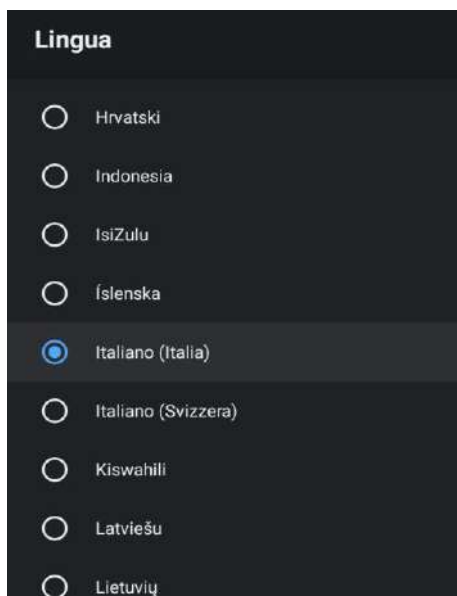 Lingua
Hrvatski
Indonesia
IsiZulu
Íslenska
Italiano (Italia)
Italiano (Svizzera)
Kiswahili
Latviešu
Lietuvių